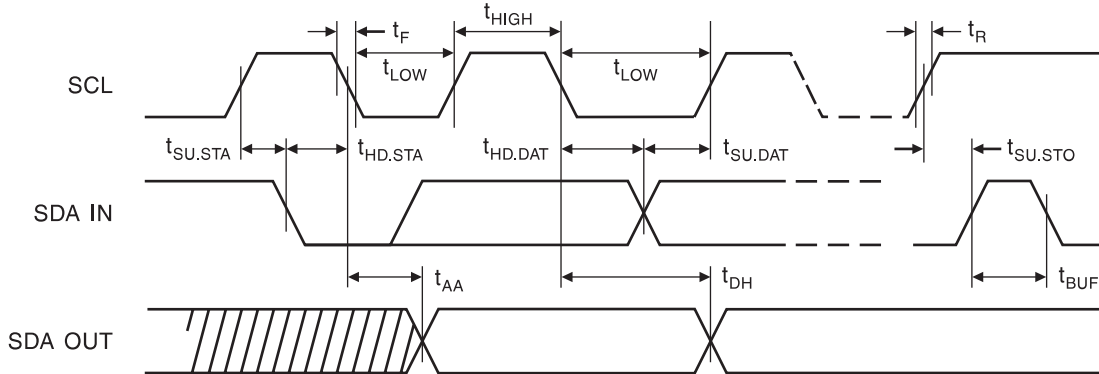 tHIGH
tF
tR
tLOW
tLOW
SCL
tSU.STA
tHD.STA
tHD.DAT
tSU.DAT
tSU.STO
SDA IN
tAA
tDH
tBUF
SDA OUT